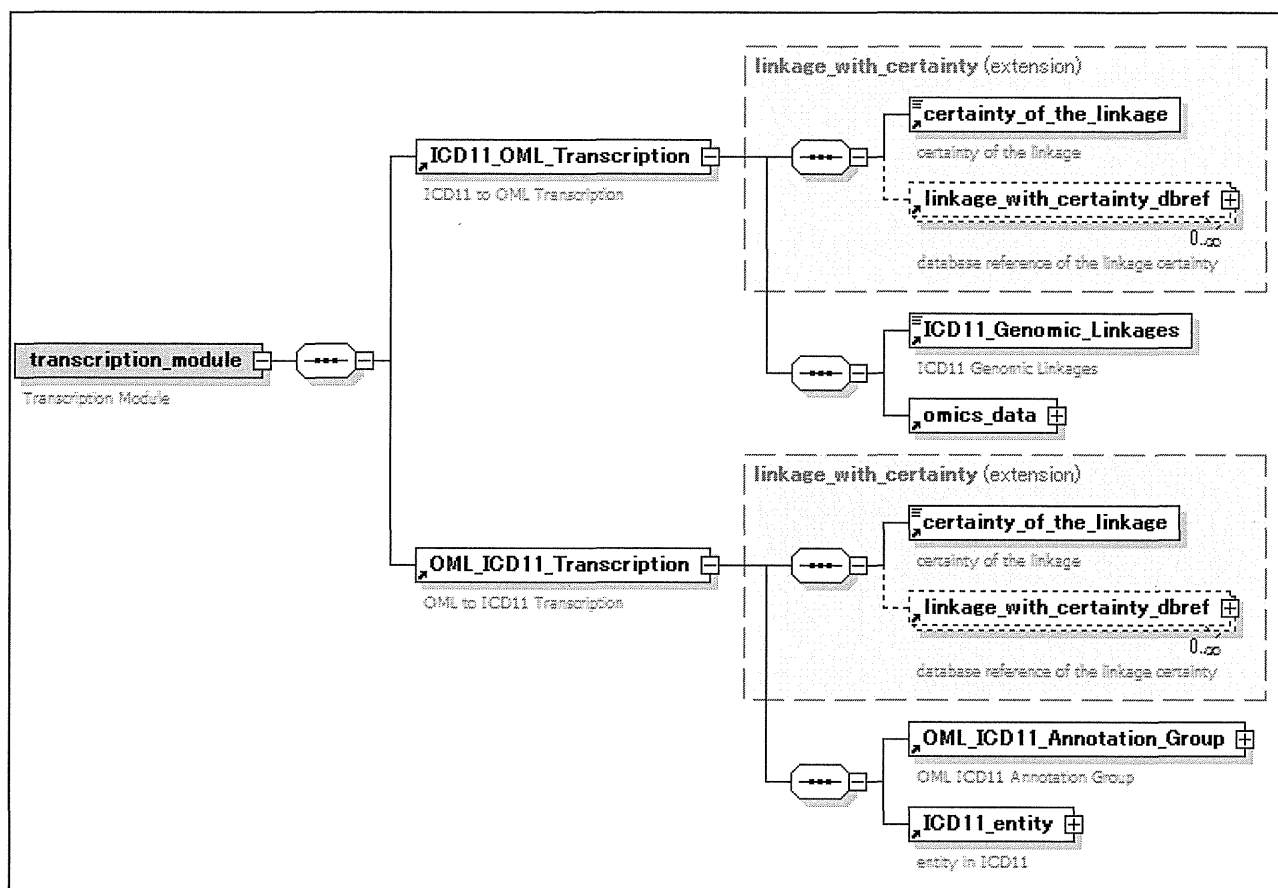 linkage_with_certainty (extension)
certainty_of_the_linkage
certainty of the linkage
ICD11_OML_Transcription
ICD11 to OML Transcription
linkage_with_certainty_dbref
0..∞
database reference of the linkage certainty
ICD11_Genomic_Linkages
ICD11 Genomic Linkages
transcription_module
Transcription Module
omics_data
linkage_with_certainty (extension)
certainty_of_the_linkage
certainty of the linkage
OML_ICD11_Transcription
OML to ICD11 Transcription
linkage_with_certainty_dbref
0..∞
database reference of the linkage certainty
OML_ICD11_Annotation_Group
OML ICD11 Annotation Group
ICD11_entity
entity in ICD11